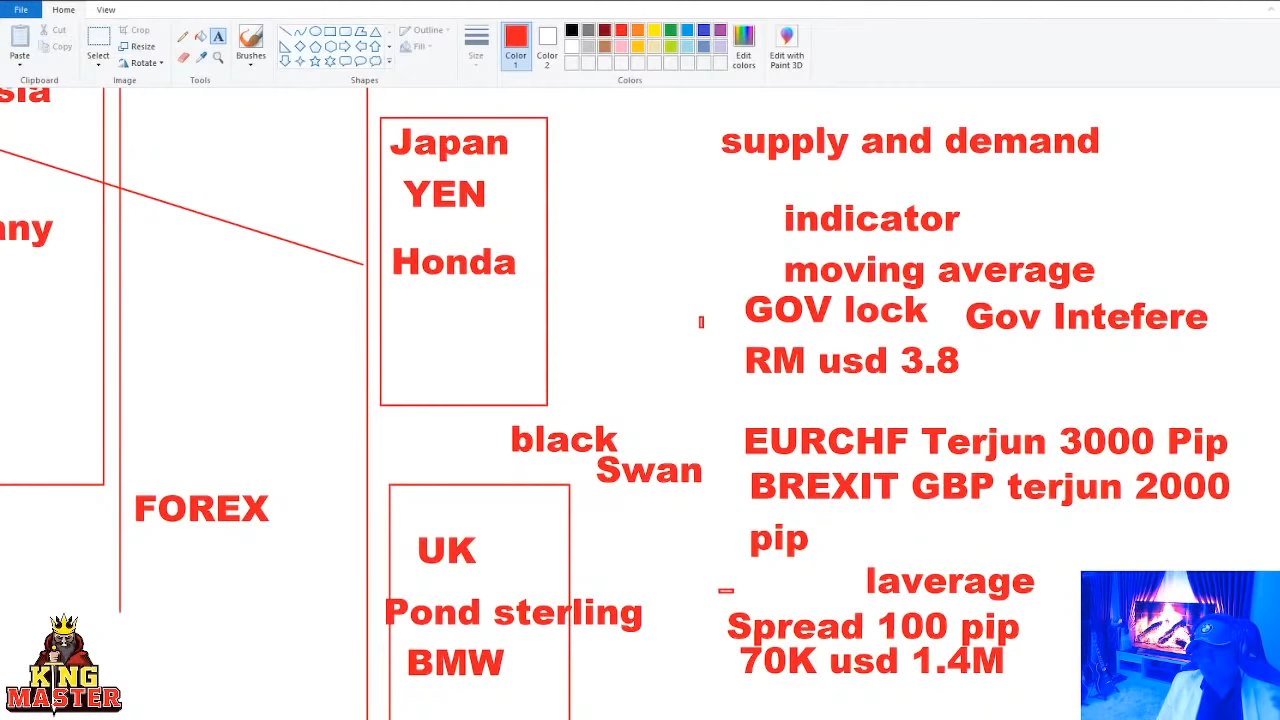 File
Home
View
Paste
Cut
Copy
Clipboard
Select
Crop
Resize
Rotate
Image
Tools
Brushes
Shapes
Outline
Fill
Size
Color
1
Color
2
Colors
Edit
colors
Edit with
Paint 3D
sia
any
FOREX
Japan
YEN
Honda
black
Swan
UK
Pond sterling
BMW
supply and demand
indicator
moving average
GOV lock
Gov Intefere
RM usd 3.8
EURCHF Terjun 3000 Pip
BREXIT GBP terjun 2000
pip
laverage
Spread 100 pip
70K usd 1.4M
KING
MASTER